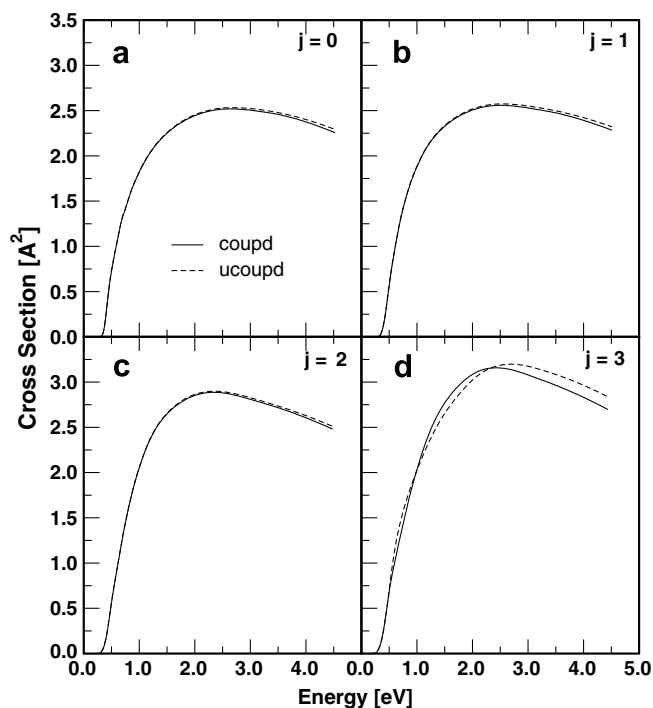 3.5
3.0
2.5
2.0
1.5
1.0
0.5
0.0
a
j = 0
coupd
ucoupd
b
j = 1
3.0
2.5
2.0
1.5
1.0
0.5
0.0
c
j = 2
d
j = 3
0.0 1.0 2.0 3.0 4.0 0.0 1.0 2.0 3.0 4.0 5.0
Energy [eV]
Cross Section [A²]